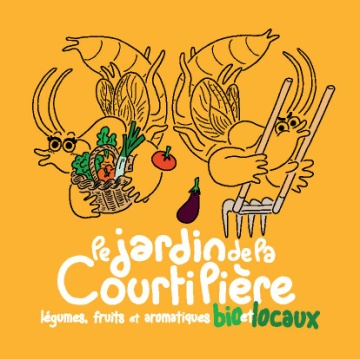 le jardin de la
Courtilière
légumes, fruits et aromatiques bio et locaux